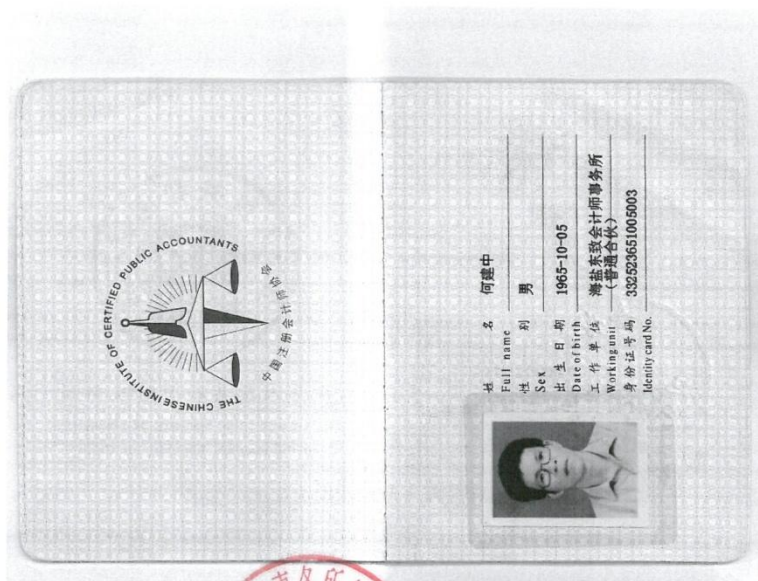 THE CHINESE INSTITUTE OF CERTIFIED PUBLIC ACCOUNTANTS
中国注册会计师协会
姓 名 何建中
Full name
性 别 男
Sex
出生日期 1965-10-05
Date of birth
工作单位 海盐东致会计师事务所
Working unit (普通合伙)
身份证号码 332523651005003
Identity card No.